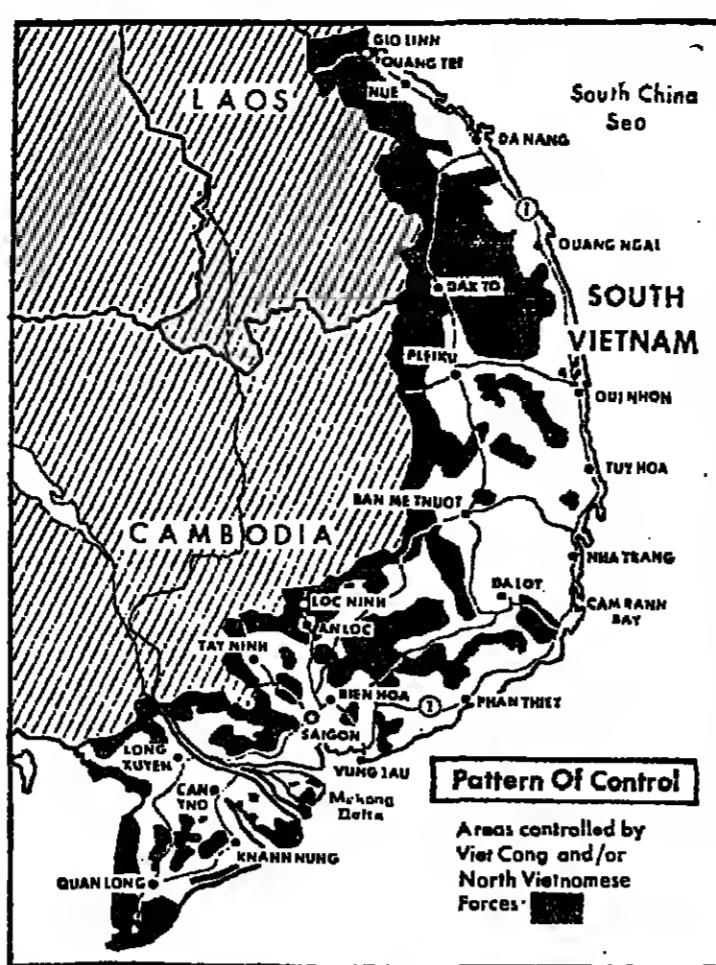 GIO LINH
QUANG TRI
HUE
LAOS
South China
Sea
DA NANG
1
QUANG NGAI
DAK TO
SOUTH
VIETNAM
PLEIKU
QUI NHON
TUY HOA
BAN ME THUOT
CAMBODIA
NHA TRANG
DA LOT
LOC NINH
CAM RANH
BAY
AN LOC
TAY NINH
BIEN HOA
1
PHAN THIET
SAIGON
LONG
XUYEN
VUNG TAU
CAN
THO
Mekong
Delta
KHANH HUNG
QUAN LONG
Pattern Of Control
Areas controlled by
Viet Cong and/or
North Vietnamese
Forces-